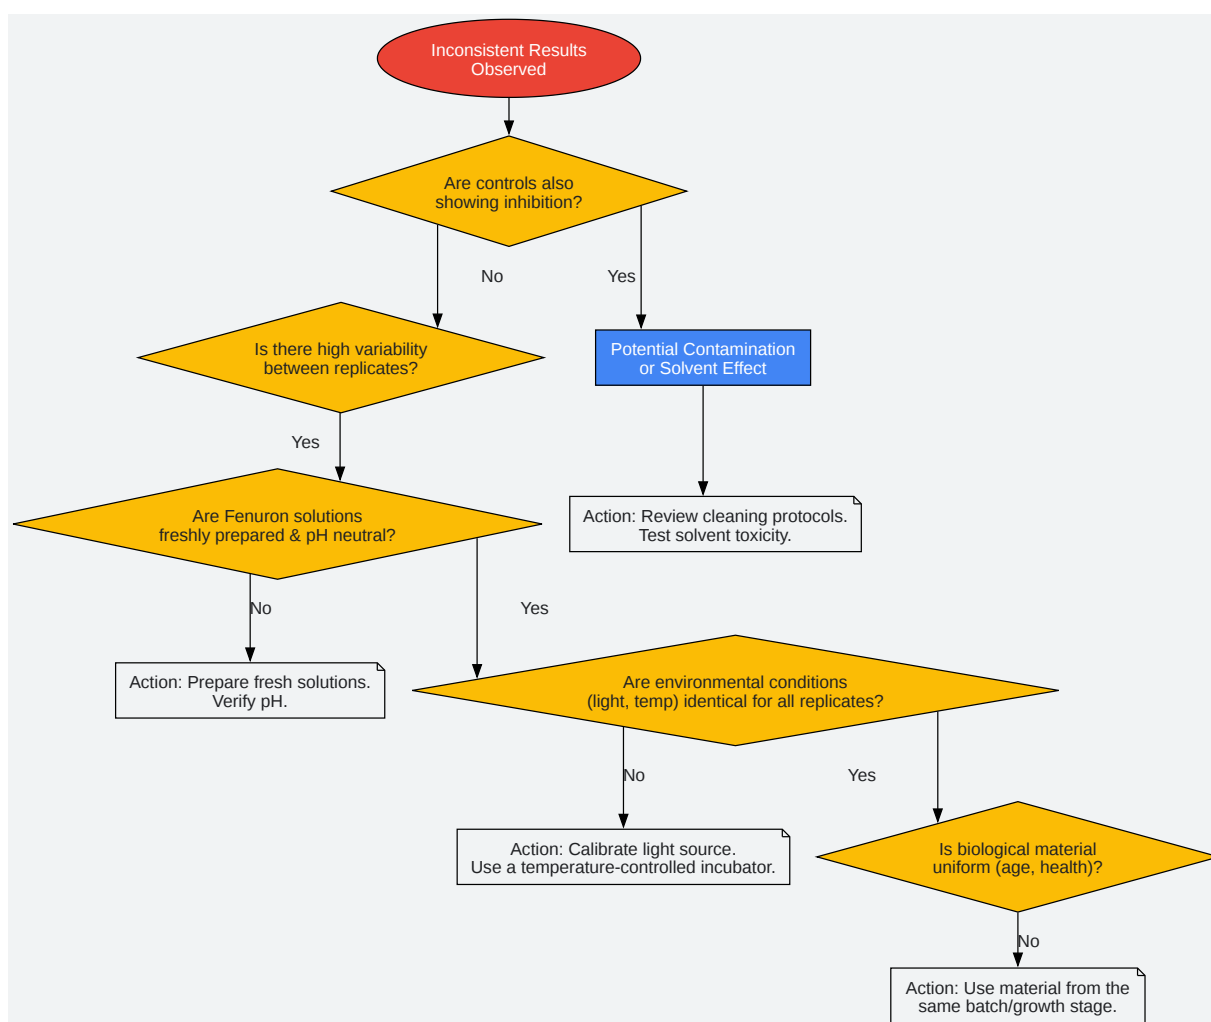 Inconsistent Results
Observed
Are controls also
showing inhibition?
No
Yes
Is there high variability
between replicates?
Potential Contamination
or Solvent Effect
Yes
Are Fenuron solutions
freshly prepared & pH neutral?
Action: Review cleaning protocols.
Test solvent toxicity.
No
Yes
Action: Prepare fresh solutions.
Verify pH.
Are environmental conditions
(light, temp) identical for all replicates?
No
Yes
Action: Calibrate light source.
Use a temperature-controlled incubator.
Is biological material
uniform (age, health)?
No
Action: Use material from the
same batch/growth stage.